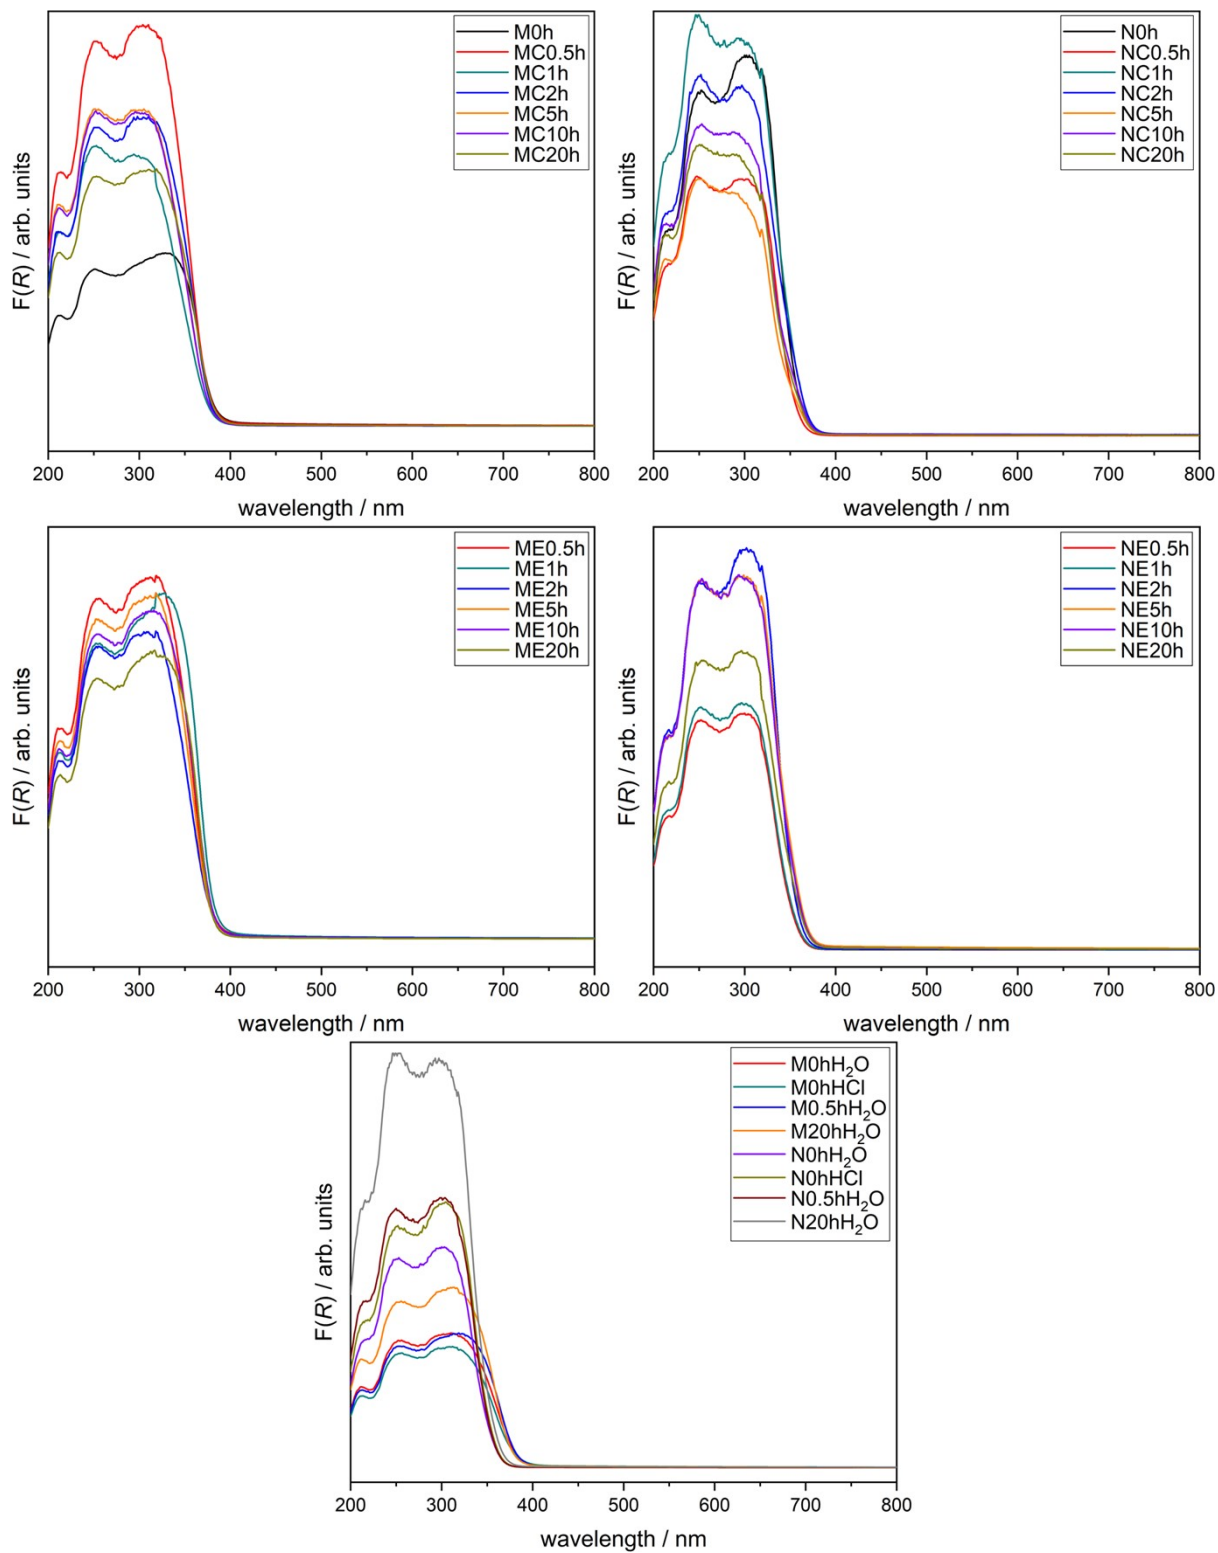 F(R) / arb. units
M0h
MC0.5h
MC1h
MC2h
MC5h
MC10h
MC20h
200 300 400 500 600 700 800
wavelength / nm
F(R) / arb. units
N0h
NC0.5h
NC1h
NC2h
NC5h
NC10h
NC20h
200 300 400 500 600 700 800
wavelength / nm
F(R) / arb. units
ME0.5h
ME1h
ME2h
ME5h
ME10h
ME20h
200 300 400 500 600 700 800
wavelength / nm
F(R) / arb. units
NE0.5h
NE1h
NE2h
NE5h
NE10h
NE20h
200 300 400 500 600 700 800
wavelength / nm
F(R) / arb. units
M0hH₂O
M0hHCl
M0.5hH₂O
M20hH₂O
N0hH₂O
N0hHCl
N0.5hH₂O
N20hH₂O
200 300 400 500 600 700 800
wavelength / nm